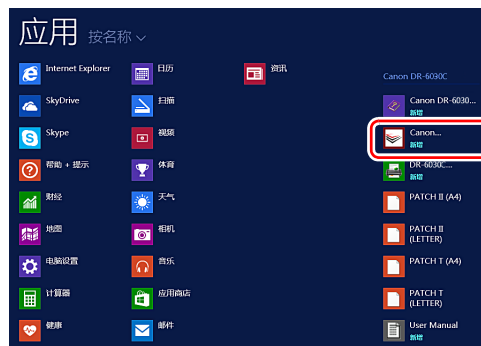 应用 按名称
Internet Explorer
SkyDrive
Skype
帮助 + 提示
财经
地图
电脑设置
计算器
健康
日历
扫描
视频
体育
天气
相机
音乐
应用商店
邮件
资讯
Canon DR-6030C
Canon DR-6030...
新增
Canon...
新增
DR-6030C...
新增
PATCH II (A4)
PATCH II
(LETTER)
PATCH T (A4)
PATCH T
(LETTER)
User Manual
新增